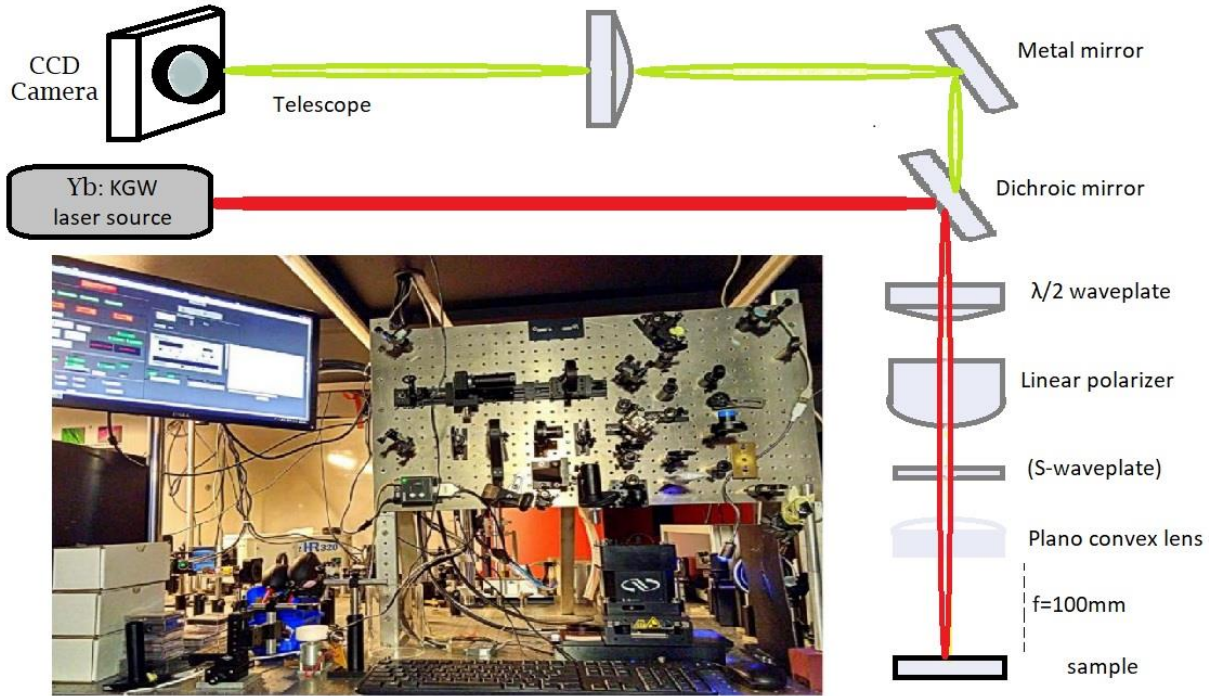 CCD
Camera
Telescope
Metal mirror
Yb: KGW
laser source
Dichroic mirror
λ/2 waveplate
Linear polarizer
(S-waveplate)
Plano convex lens
f=100mm
sample
iHR320